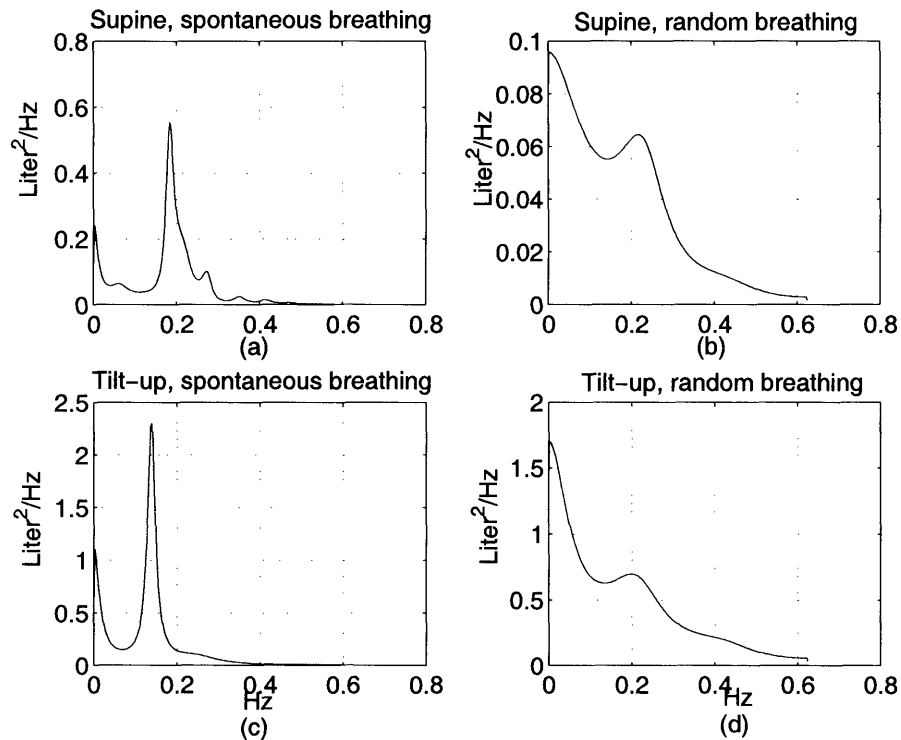 Supine, spontaneous breathing
0.8
0.6
0.4
0.2
0
Liter²/Hz
0 0.2 0.4 0.6 0.8
(a)
Supine, random breathing
0.1
0.08
0.06
0.04
0.02
0
Liter²/Hz
0 0.2 0.4 0.6 0.8
(b)
Tilt-up, spontaneous breathing
2.5
2
1.5
1
0.5
0
Liter²/Hz
0 0.2 0.4 0.6 0.8
Hz
(c)
Tilt-up, random breathing
2
1.5
1
0.5
0
Liter²/Hz
0 0.2 0.4 0.6 0.8
Hz
(d)